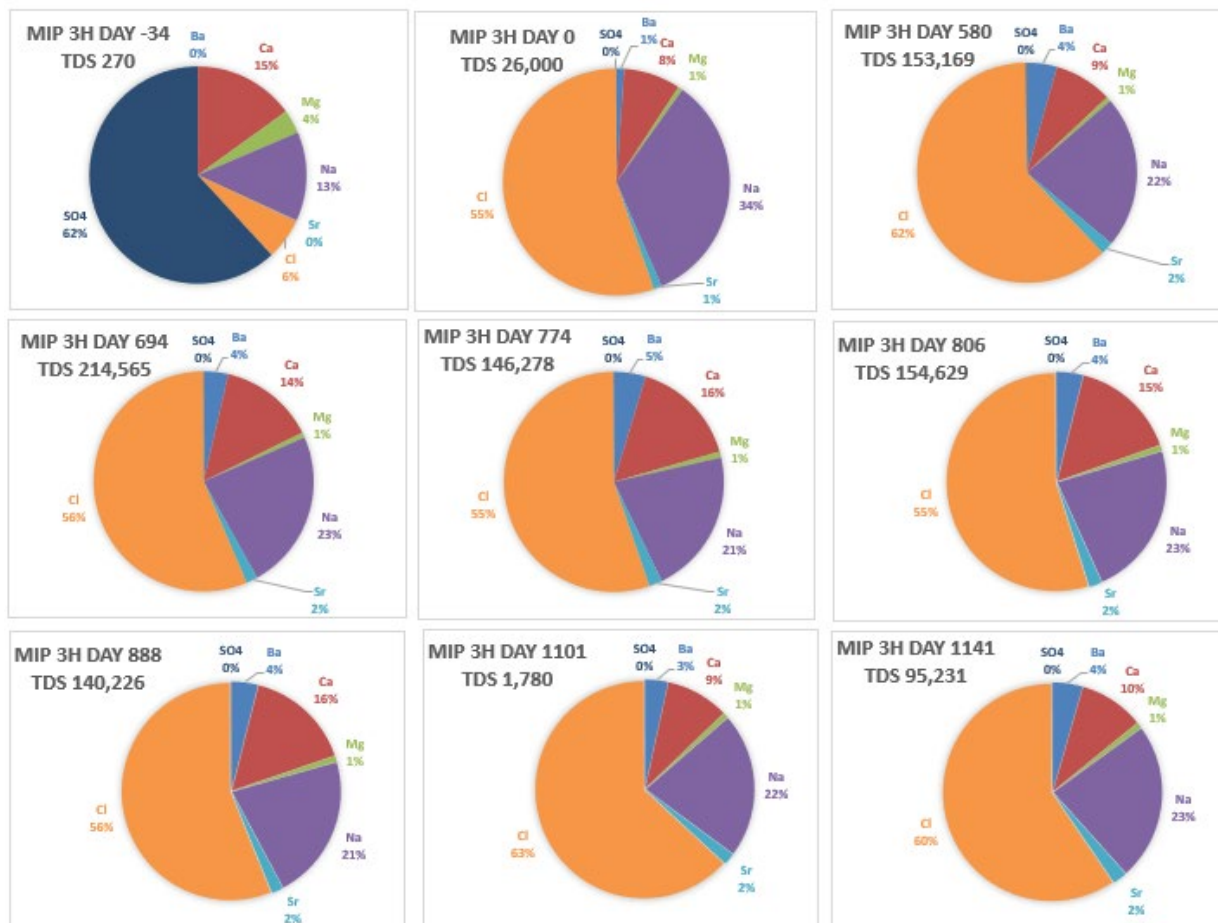 MIP 3H DAY -34
TDS 270
Ba
0%
Ca
15%
Mg
4%
Na
13%
Sr
0%
Cl
6%
SO4
62%
MIP 3H DAY 0
TDS 26,000
SO4
0%
Ba
1%
Ca
8%
Mg
1%
Na
34%
Sr
1%
Cl
55%
MIP 3H DAY 580
TDS 153,169
SO4
0%
Ba
4%
Ca
9%
Mg
1%
Na
22%
Sr
2%
Cl
62%
MIP 3H DAY 694
TDS 214,565
SO4
0%
Ba
4%
Ca
14%
Mg
1%
Na
23%
Sr
2%
Cl
56%
MIP 3H DAY 774
TDS 146,278
SO4
0%
Ba
5%
Ca
16%
Mg
1%
Na
21%
Sr
2%
Cl
55%
MIP 3H DAY 806
TDS 154,629
SO4
0%
Ba
4%
Ca
15%
Mg
1%
Na
23%
Sr
2%
Cl
55%
MIP 3H DAY 888
TDS 140,226
SO4
0%
Ba
4%
Ca
16%
Mg
1%
Na
21%
Sr
2%
Cl
56%
MIP 3H DAY 1101
TDS 1,780
SO4
0%
Ba
3%
Ca
9%
Mg
1%
Na
22%
Sr
2%
Cl
63%
MIP 3H DAY 1141
TDS 95,231
SO4
0%
Ba
4%
Ca
10%
Mg
1%
Na
23%
Sr
2%
Cl
60%